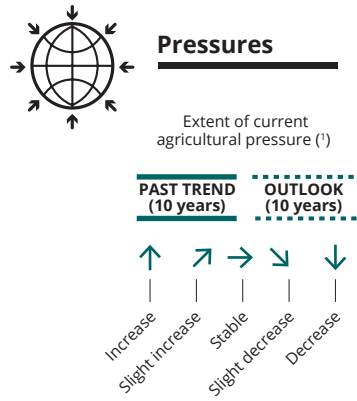 Pressures
Extent of current
agricultural pressure (¹)
PAST TREND
(10 years)
OUTLOOK
(10 years)
Increase
Slight increase
Stable
Slight decrease
Decrease